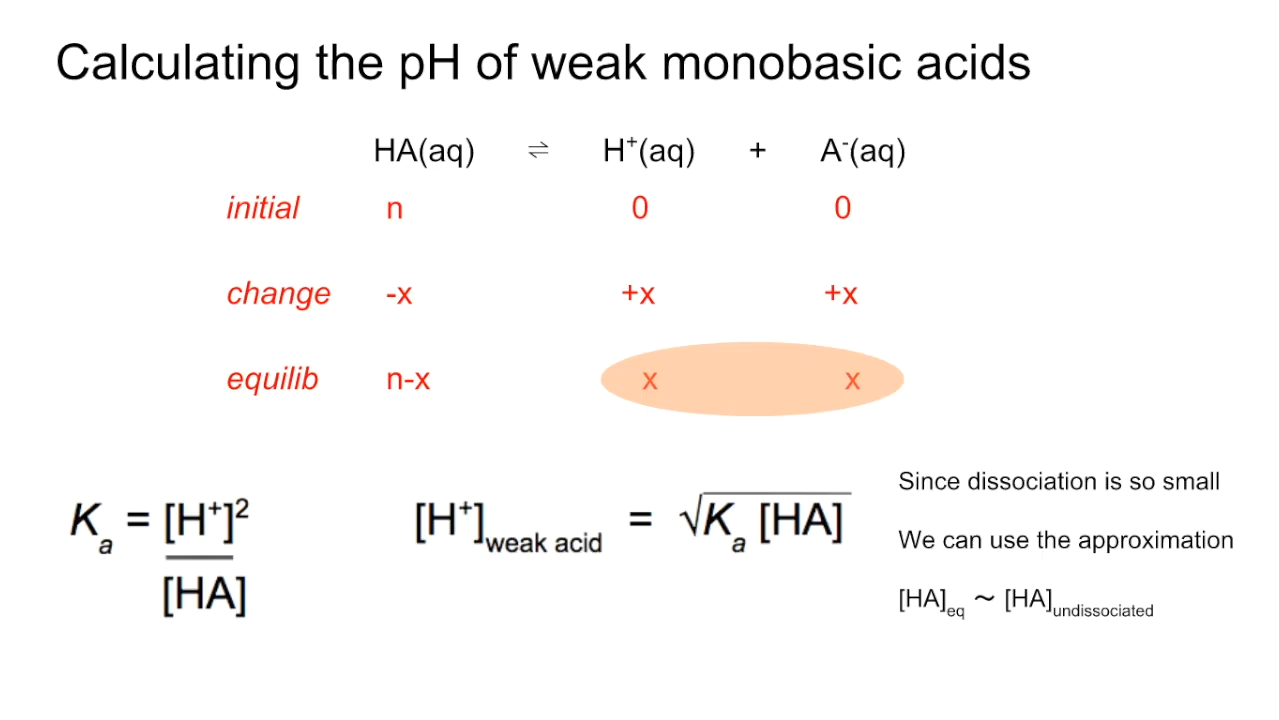 Calculating the pH of weak monobasic acids
HA(aq) ⇌ H⁺(aq) + A⁻(aq)
initial n 0 0
change -x +x +x
equilib n-x x x
Since dissociation is so small
Kₐ = [H⁺]² [H⁺]weak acid = √Kₐ [HA]
We can use the approximation
[HA]
[HA]eq ~ [HA]undissociated